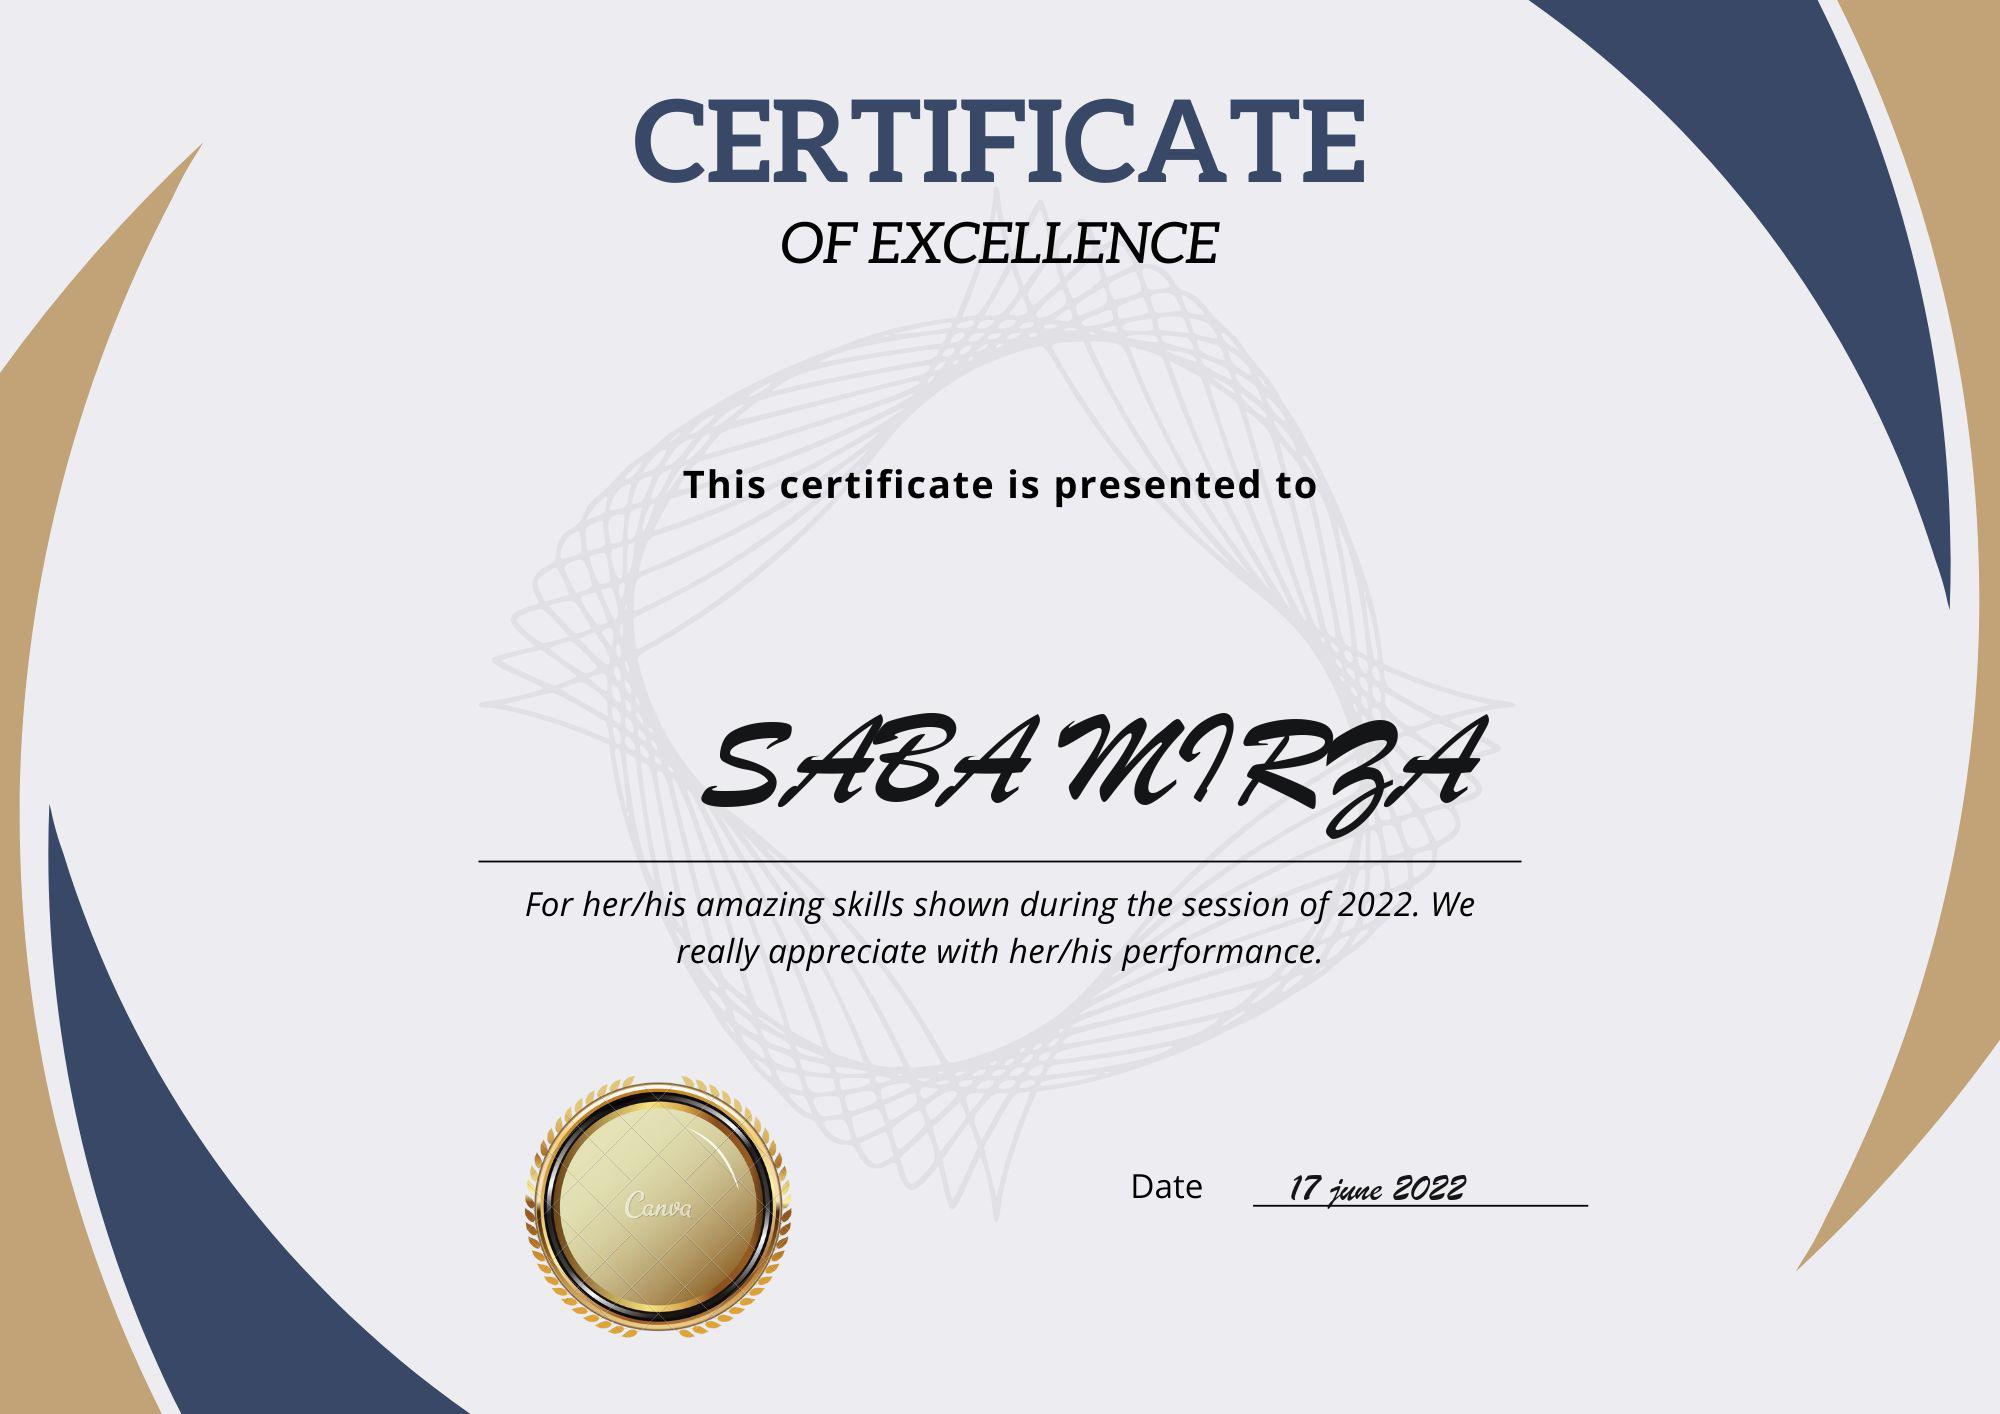 CERTIFICATE
OF EXCELLENCE
This certificate is presented to
SABA MIRZA
For her/his amazing skills shown during the session of 2022. We
really appreciate with her/his performance.
Canva
Date 17 june 2022